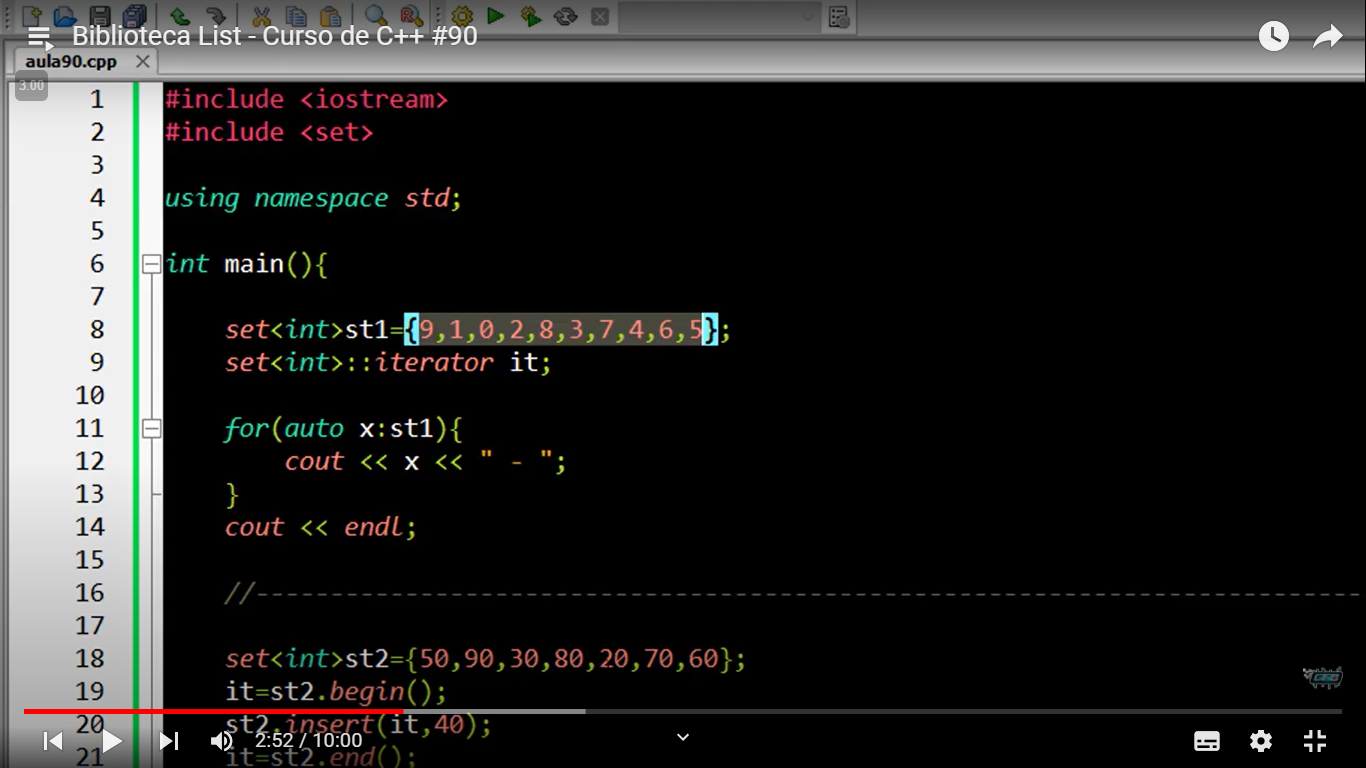 Biblioteca List - Curso de C++ #90
aula90.cpp
3.00
1 #include <iostream>
2 #include <set>
3
4 using namespace std;
5
6 int main(){
7
8 set<int>st1={9,1,0,2,8,3,7,4,6,5};
9 set<int>::iterator it;
10
11 for(auto x:st1){
12 cout << x << " - ";
13 }
14 cout << endl;
15
16 //--------------------------------------------------------------------------
17
18 set<int>st2={50,90,30,80,20,70,60};
19 it=st2.begin();
20 st2.insert(it,40);
21 it=st2.end();
2:52 / 10:00